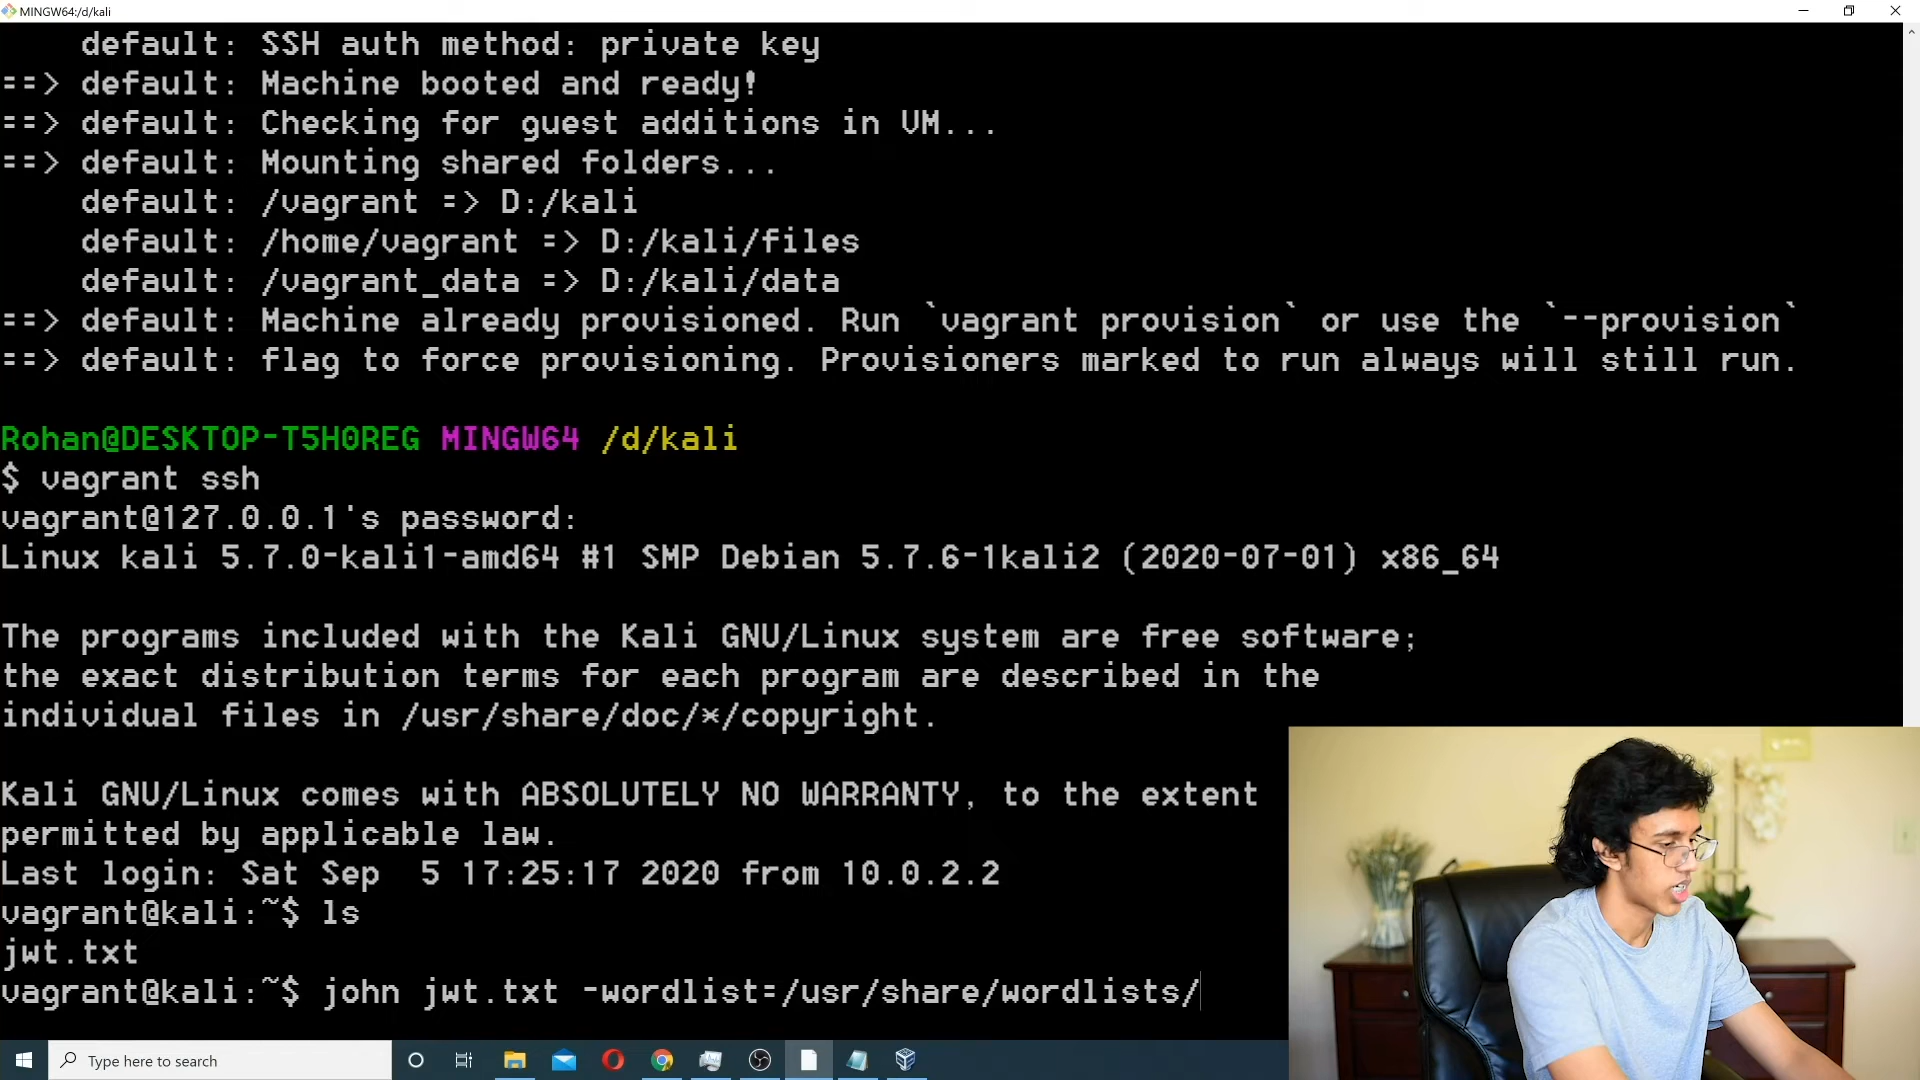 MINGW64:/d/kali
default: SSH auth method: private key
==> default: Machine booted and ready!
==> default: Checking for guest additions in VM...
==> default: Mounting shared folders...
default: /vagrant => D:/kali
default: /home/vagrant => D:/kali/files
default: /vagrant_data => D:/kali/data
==> default: Machine already provisioned. Run `vagrant provision` or use the `--provision`
==> default: flag to force provisioning. Provisioners marked to run always will still run.
Rohan@DESKTOP-T5H0REG MINGW64 /d/kali
$ vagrant ssh
vagrant@127.0.0.1's password:
Linux kali 5.7.0-kali1-amd64 #1 SMP Debian 5.7.6-1kali2 (2020-07-01) x86_64
The programs included with the Kali GNU/Linux system are free software;
the exact distribution terms for each program are described in the
individual files in /usr/share/doc/*/copyright.
Kali GNU/Linux comes with ABSOLUTELY NO WARRANTY, to the extent
permitted by applicable law.
Last login: Sat Sep  5 17:25:17 2020 from 10.0.2.2
vagrant@kali:~$ ls
jwt.txt
vagrant@kali:~$ john jwt.txt -wordlist=/usr/share/wordlists/
Type here to search